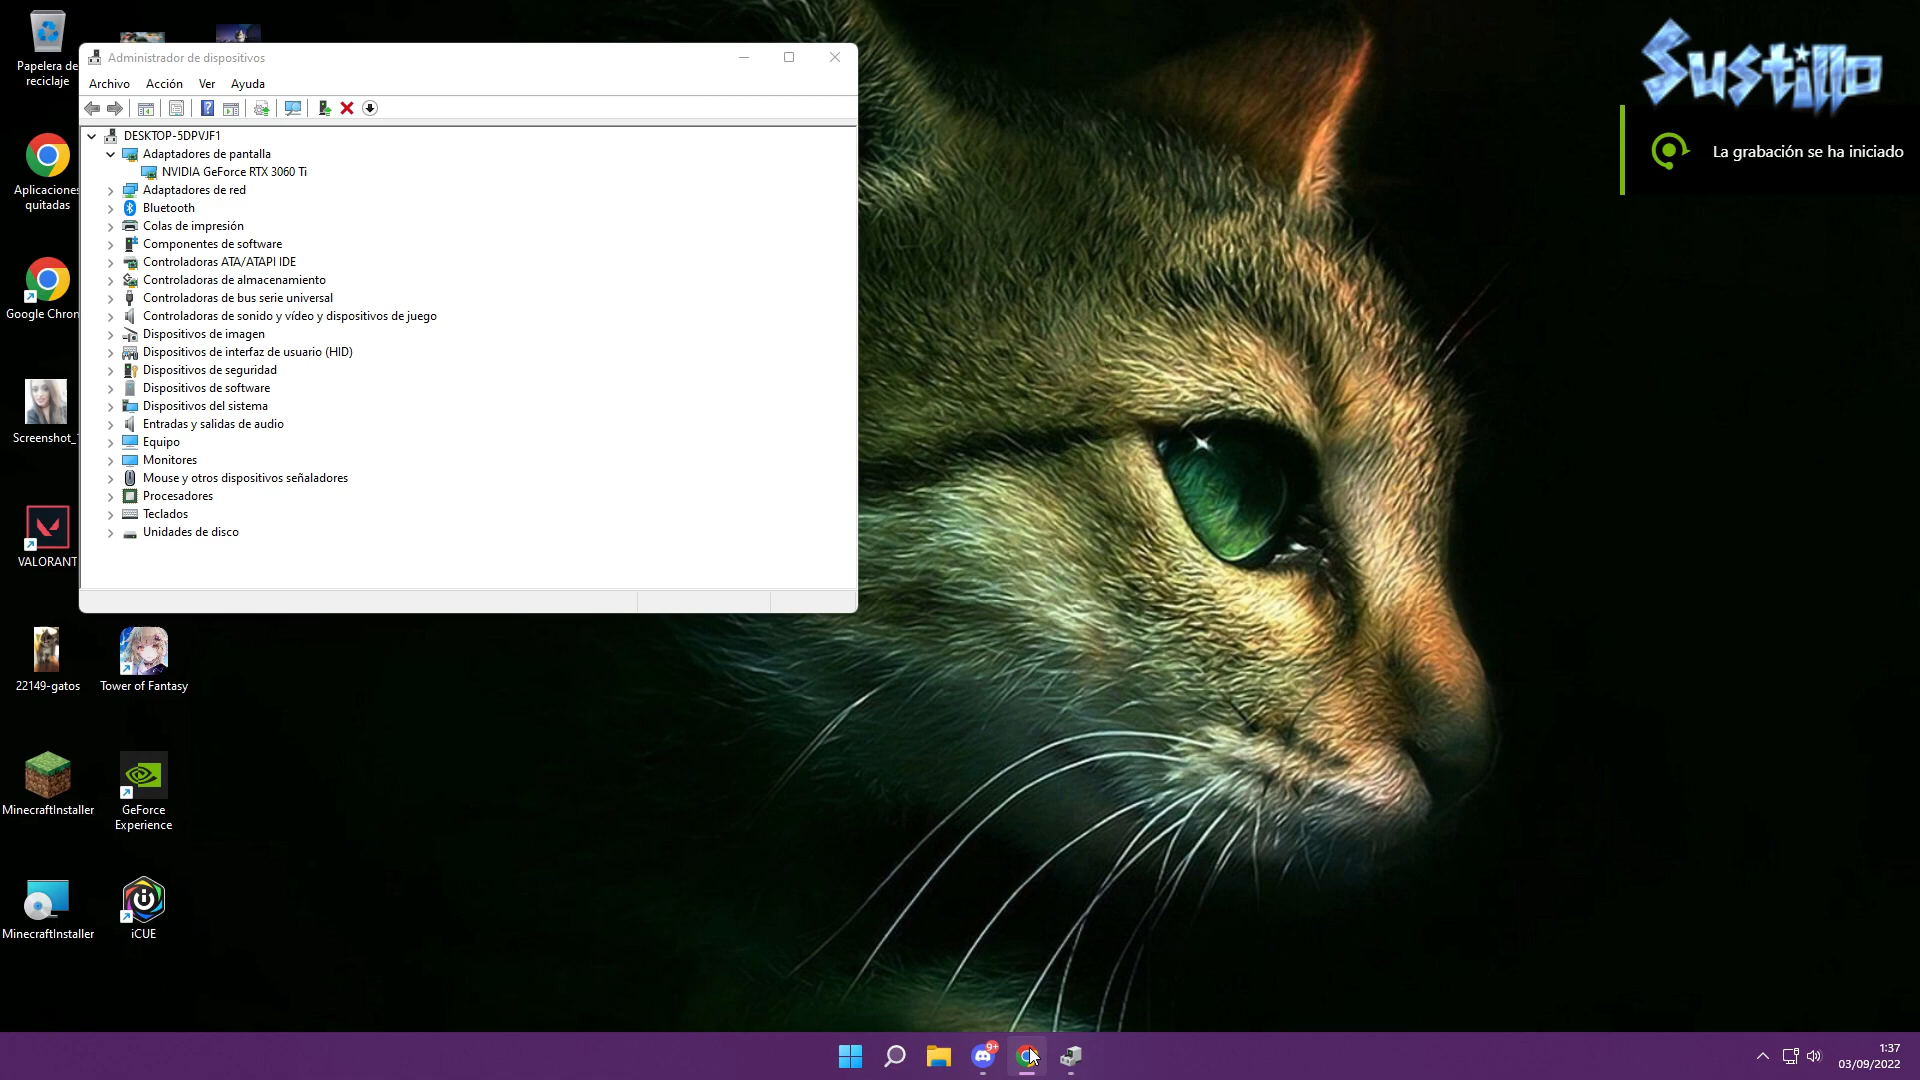 Papelera de
reciclaje
Aplicaciones
quitadas
Google Chron
Screenshot_
VALORANT
22149-gatos
Tower of Fantasy
MinecraftInstaller
GeForce
Experience
MinecraftInstaller
iCUE
Administrador de dispositivos
Archivo Acción Ver Ayuda
DESKTOP-5DPVJF1
Adaptadores de pantalla
NVIDIA GeForce RTX 3060 Ti
Adaptadores de red
Bluetooth
Colas de impresión
Componentes de software
Controladoras ATA/ATAPI IDE
Controladoras de almacenamiento
Controladoras de bus serie universal
Controladoras de sonido y vídeo y dispositivos de juego
Dispositivos de imagen
Dispositivos de interfaz de usuario (HID)
Dispositivos de seguridad
Dispositivos de software
Dispositivos del sistema
Entradas y salidas de audio
Equipo
Monitores
Mouse y otros dispositivos señaladores
Procesadores
Teclados
Unidades de disco
Sustillo
La grabación se ha iniciado
9+
1:37
03/09/2022